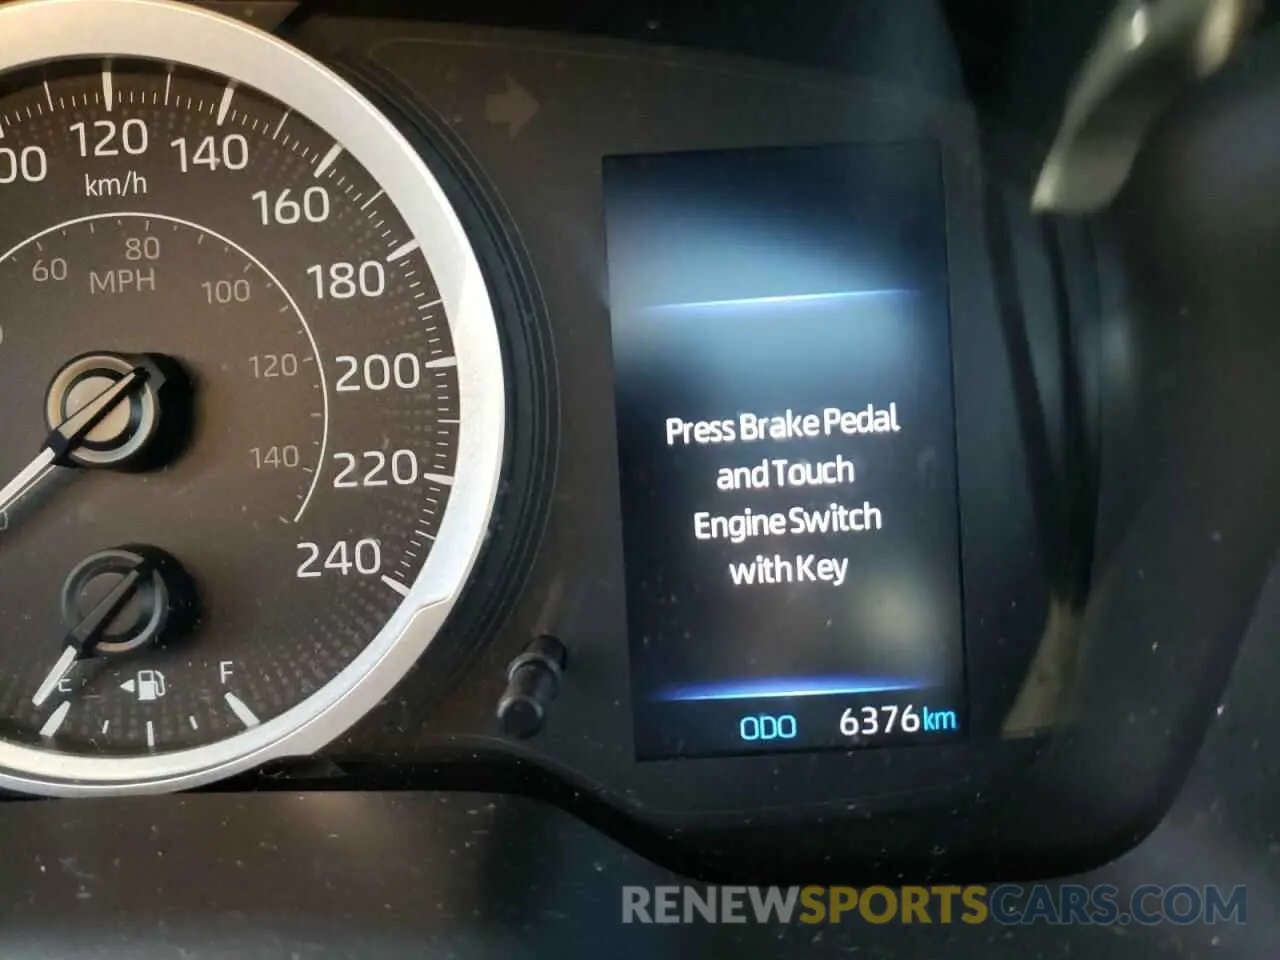 120
140
km/h
160
80
60
MPH
100
180
120
200
140
220
240
E
F
Press Brake Pedal
and Touch
Engine Switch
with Key
ODO 6376 km
RENEWSPORTSCARS.COM